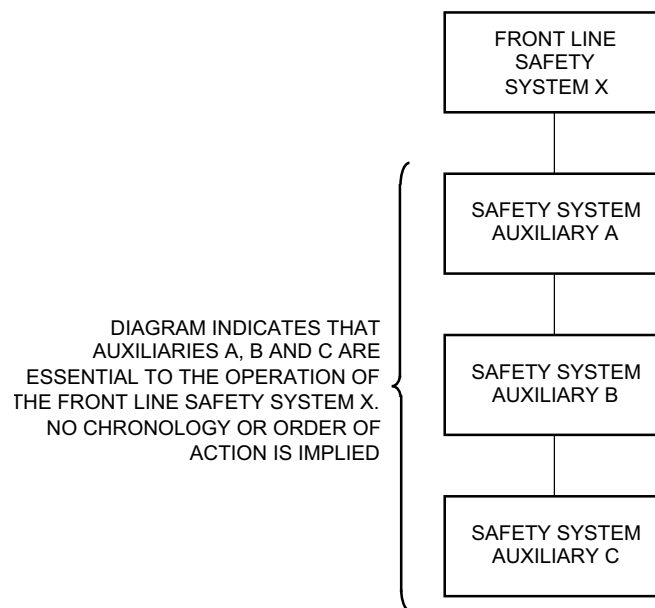 FRONT LINE
SAFETY
SYSTEM X
SAFETY SYSTEM
AUXILIARY A
DIAGRAM INDICATES THAT
AUXILIARIES A, B AND C ARE
ESSENTIAL TO THE OPERATION OF
THE FRONT LINE SAFETY SYSTEM X.
NO CHRONOLOGY OR ORDER OF
ACTION IS IMPLIED
SAFETY SYSTEM
AUXILIARY B
SAFETY SYSTEM
AUXILIARY C